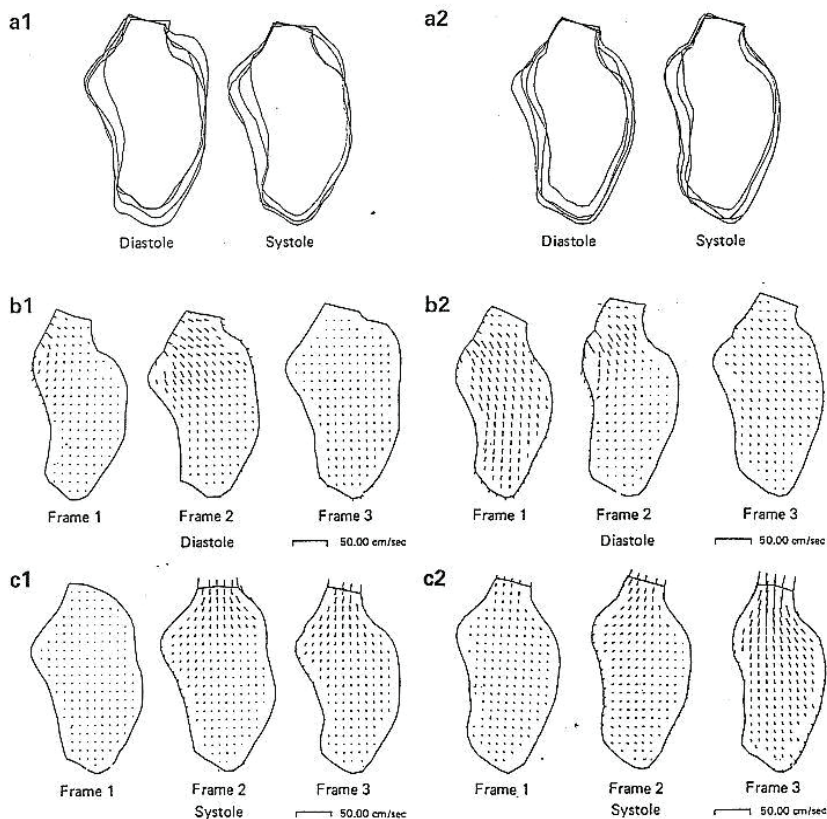 a1
a2
Diastole Systole
Diastole Systole
b1
b2
Frame 1 Frame 2 Frame 3
Diastole 50.00 cm/sec
Frame 1 Frame 2 Frame 3
Diastole 50.00 cm/sec
c1
c2
Frame 1 Frame 2 Frame 3
Systole 50.00 cm/sec
Frame 1 Frame 2 Frame 3
Systole 50.00 cm/sec